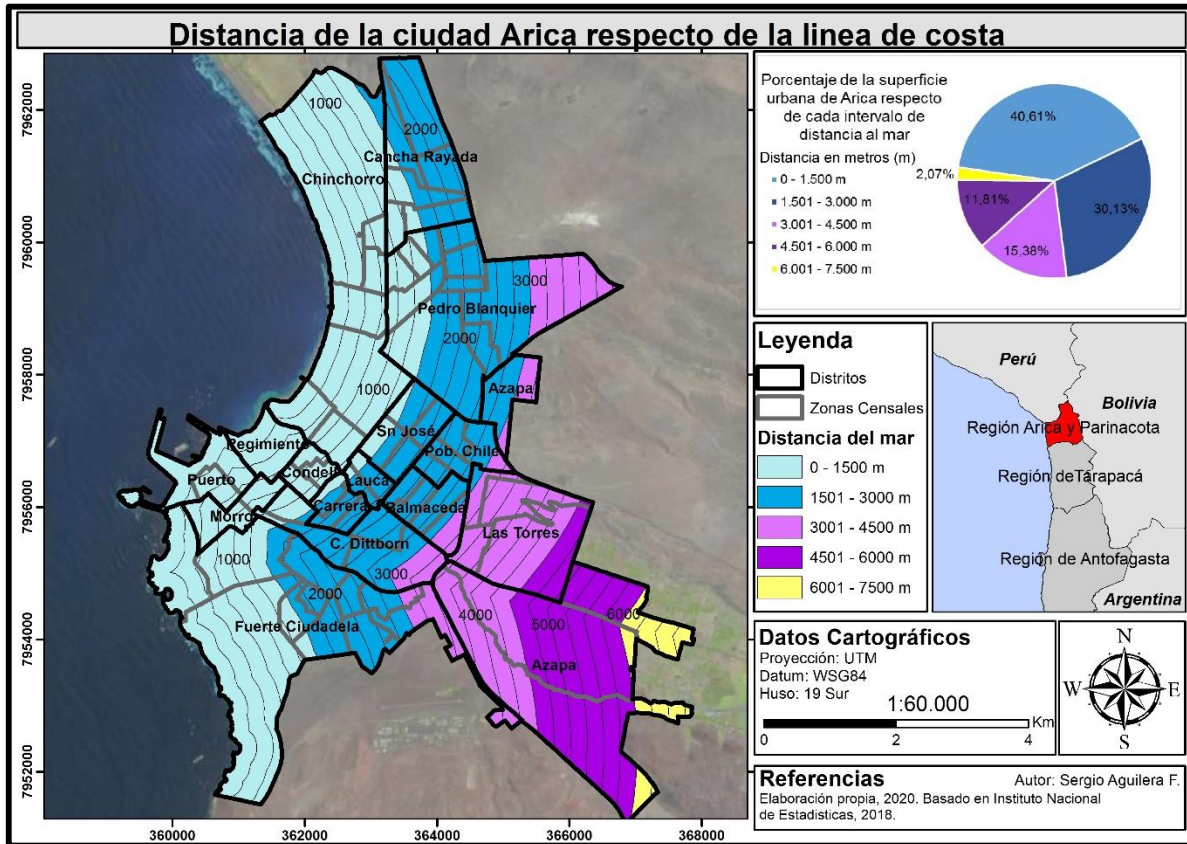 Distancia de la ciudad Arica respecto de la linea de costa
7962000
7960000
7958000
7956000
7954000
7952000
360000
362000
364000
366000
368000
1000
2000
Cancha Rayada
Chinchorro
3000
Pedro Blanquier
2000
1000
Azapa
Sn José
Regimiento
Pob. Chile
Condell
Lauca
Puerto
Carrera
Balmaceda
Morro
Las Torres
C. Dittborn
1000
3000
2000
4000
5000
6000
Fuerte Ciudadela
Azapa
Porcentaje de la superficie
urbana de Arica respecto
de cada intervalo de
distancia al mar
Distancia en metros (m)
0 - 1.500 m
1.501 - 3.000 m
3.001 - 4.500 m
4.501 - 6.000 m
6.001 - 7.500 m
40,61%
2,07%
11,81%
30,13%
15,38%
Leyenda
Distritos
Zonas Censales
Distancia del mar
0 - 1500 m
1501 - 3000 m
3001 - 4500 m
4501 - 6000 m
6001 - 7500 m
Perú
Bolivia
Región Arica y Parinacota
Región de Tarapacá
Región de Antofagasta
Argentina
Datos Cartográficos
Proyección: UTM
Datum: WSG84
Huso: 19 Sur
1:60.000
Km
0 2 4
N
W E
S
Referencias
Autor: Sergio Aguilera F.
Elaboración propia, 2020. Basado en Instituto Nacional
de Estadisticas, 2018.